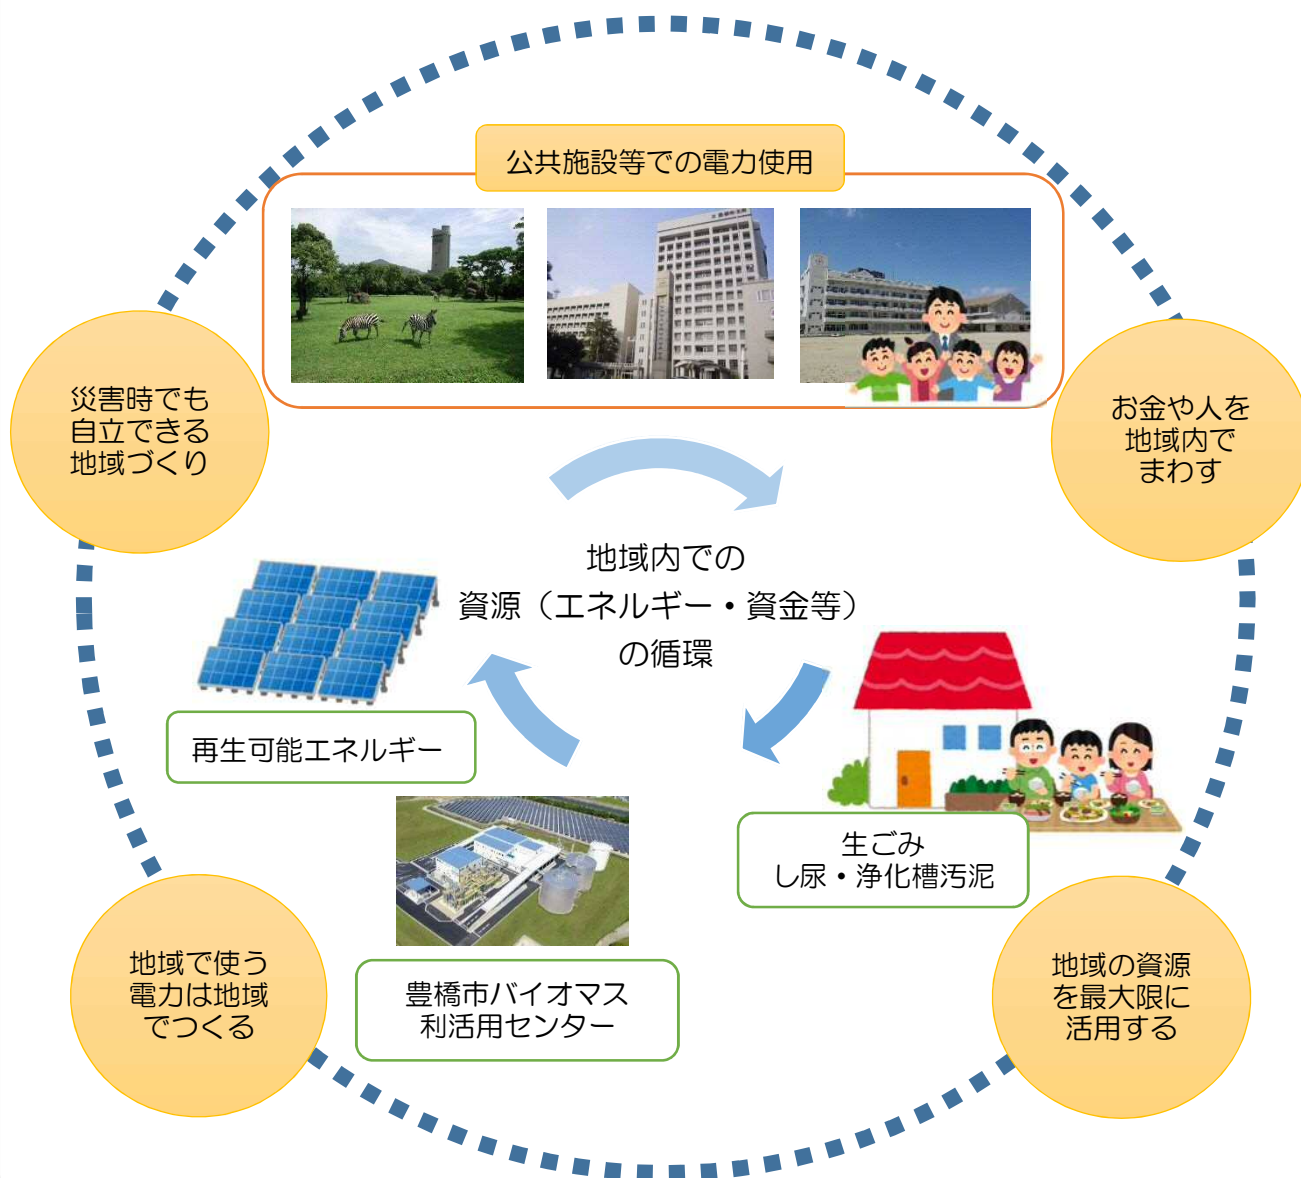 公共施設等での電力使用
災害時でも
自立できる
地域づくり
お金や人を
地域内で
まわす
地域内での
資源（エネルギー・資金等）
の循環
再生可能エネルギー
生ごみ
し尿・浄化槽汚泥
豊橋市バイオマス
利活用センター
地域で使う
電力は地域
でつくる
地域の資源
を最大限に
活用する